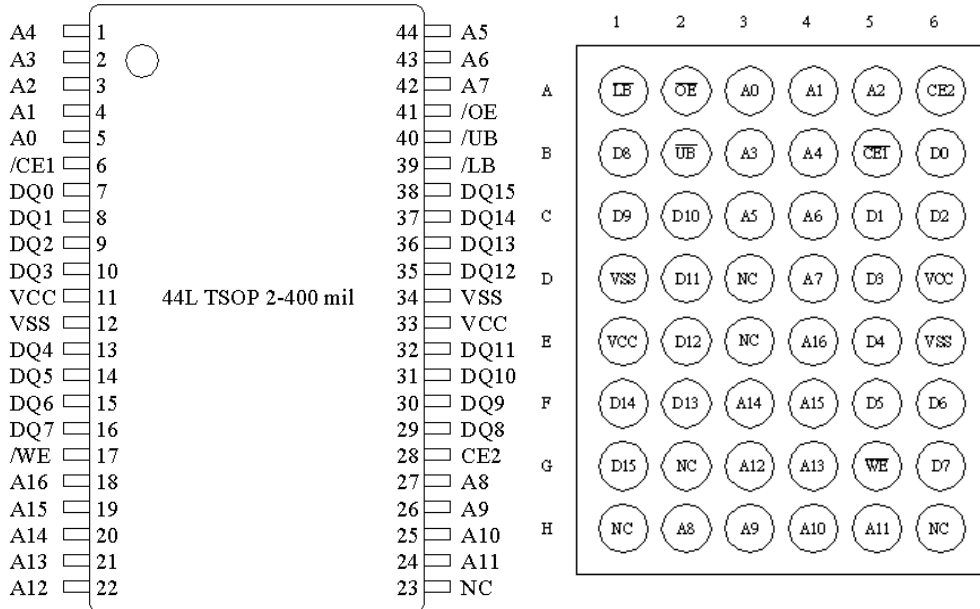 A4 1 44 A5
A3 2 43 A6
A2 3 42 A7
A1 4 41 /OE
A0 5 40 /UB
/CE1 6 39 /LB
DQ0 7 38 DQ15
DQ1 8 37 DQ14
DQ2 9 36 DQ13
DQ3 10 35 DQ12
VCC 11 44L TSOP 2-400 mil 34 VSS
VSS 12 33 VCC
DQ4 13 32 DQ11
DQ5 14 31 DQ10
DQ6 15 30 DQ9
DQ7 16 29 DQ8
/WE 17 28 CE2
A16 18 27 A8
A15 19 26 A9
A14 20 25 A10
A13 21 24 A11
A12 22 23 NC
1 2 3 4 5 6
A L̅B̅ O̅E̅ A0 A1 A2 CE2
B D8 U̅B̅ A3 A4 C̅E̅1̅ D0
C D9 D10 A5 A6 D1 D2
D VSS D11 NC A7 D3 VCC
E VCC D12 NC A16 D4 VSS
F D14 D13 A14 A15 D5 D6
G D15 NC A12 A13 W̅E̅ D7
H NC A8 A9 A10 A11 NC